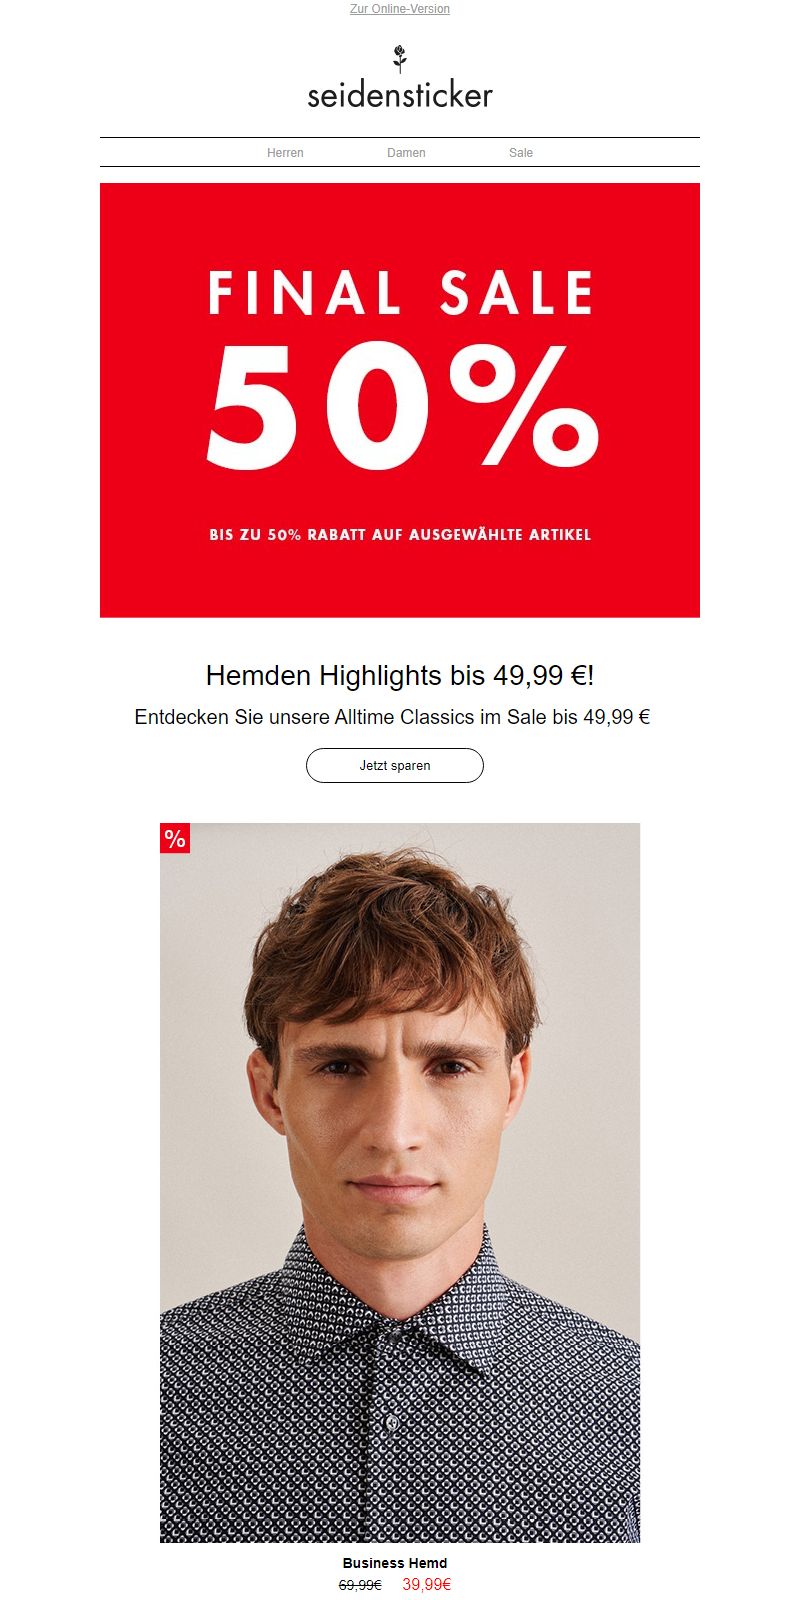 Zur Online-Version
seidensticker
Herren Damen Sale
FINAL SALE
50%
BIS ZU 50% RABATT AUF AUSGEWÄHLTE ARTIKEL
Hemden Highlights bis 49,99 €!
Entdecken Sie unsere Alltime Classics im Sale bis 49,99 €
Jetzt sparen
%
Business Hemd
69,99€ 39,99€